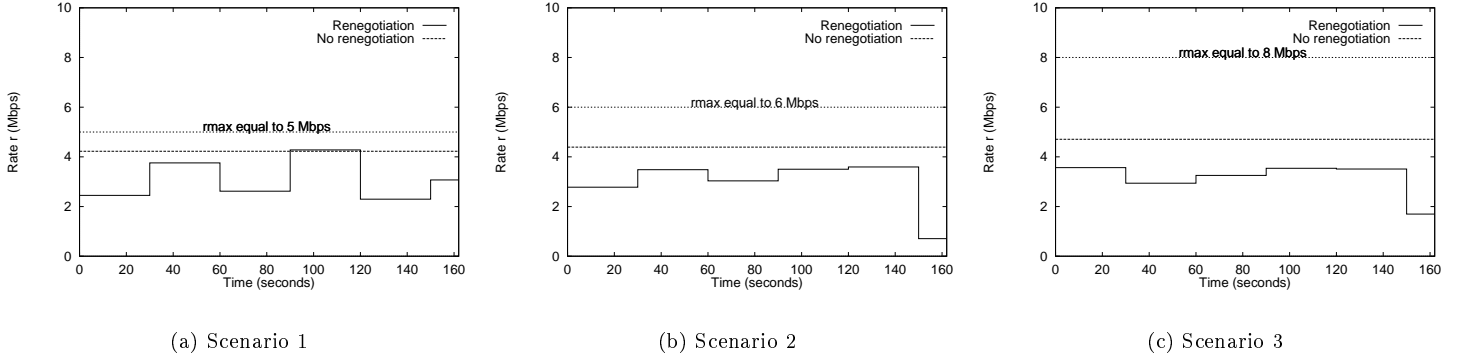 10
8
6
4
2
0
Rate r (Mbps)
Renegotiation
No renegotiation
rmax equal to 5 Mbps
0 20 40 60 80 100 120 140 160
Time (seconds)
(a) Scenario 1
10
8
6
4
2
0
Rate r (Mbps)
Renegotiation
No renegotiation
rmax equal to 6 Mbps
0 20 40 60 80 100 120 140 160
Time (seconds)
(b) Scenario 2
10
8
6
4
2
0
Rate r (Mbps)
Renegotiation
No renegotiation
rmax equal to 8 Mbps
0 20 40 60 80 100 120 140 160
Time (seconds)
(c) Scenario 3